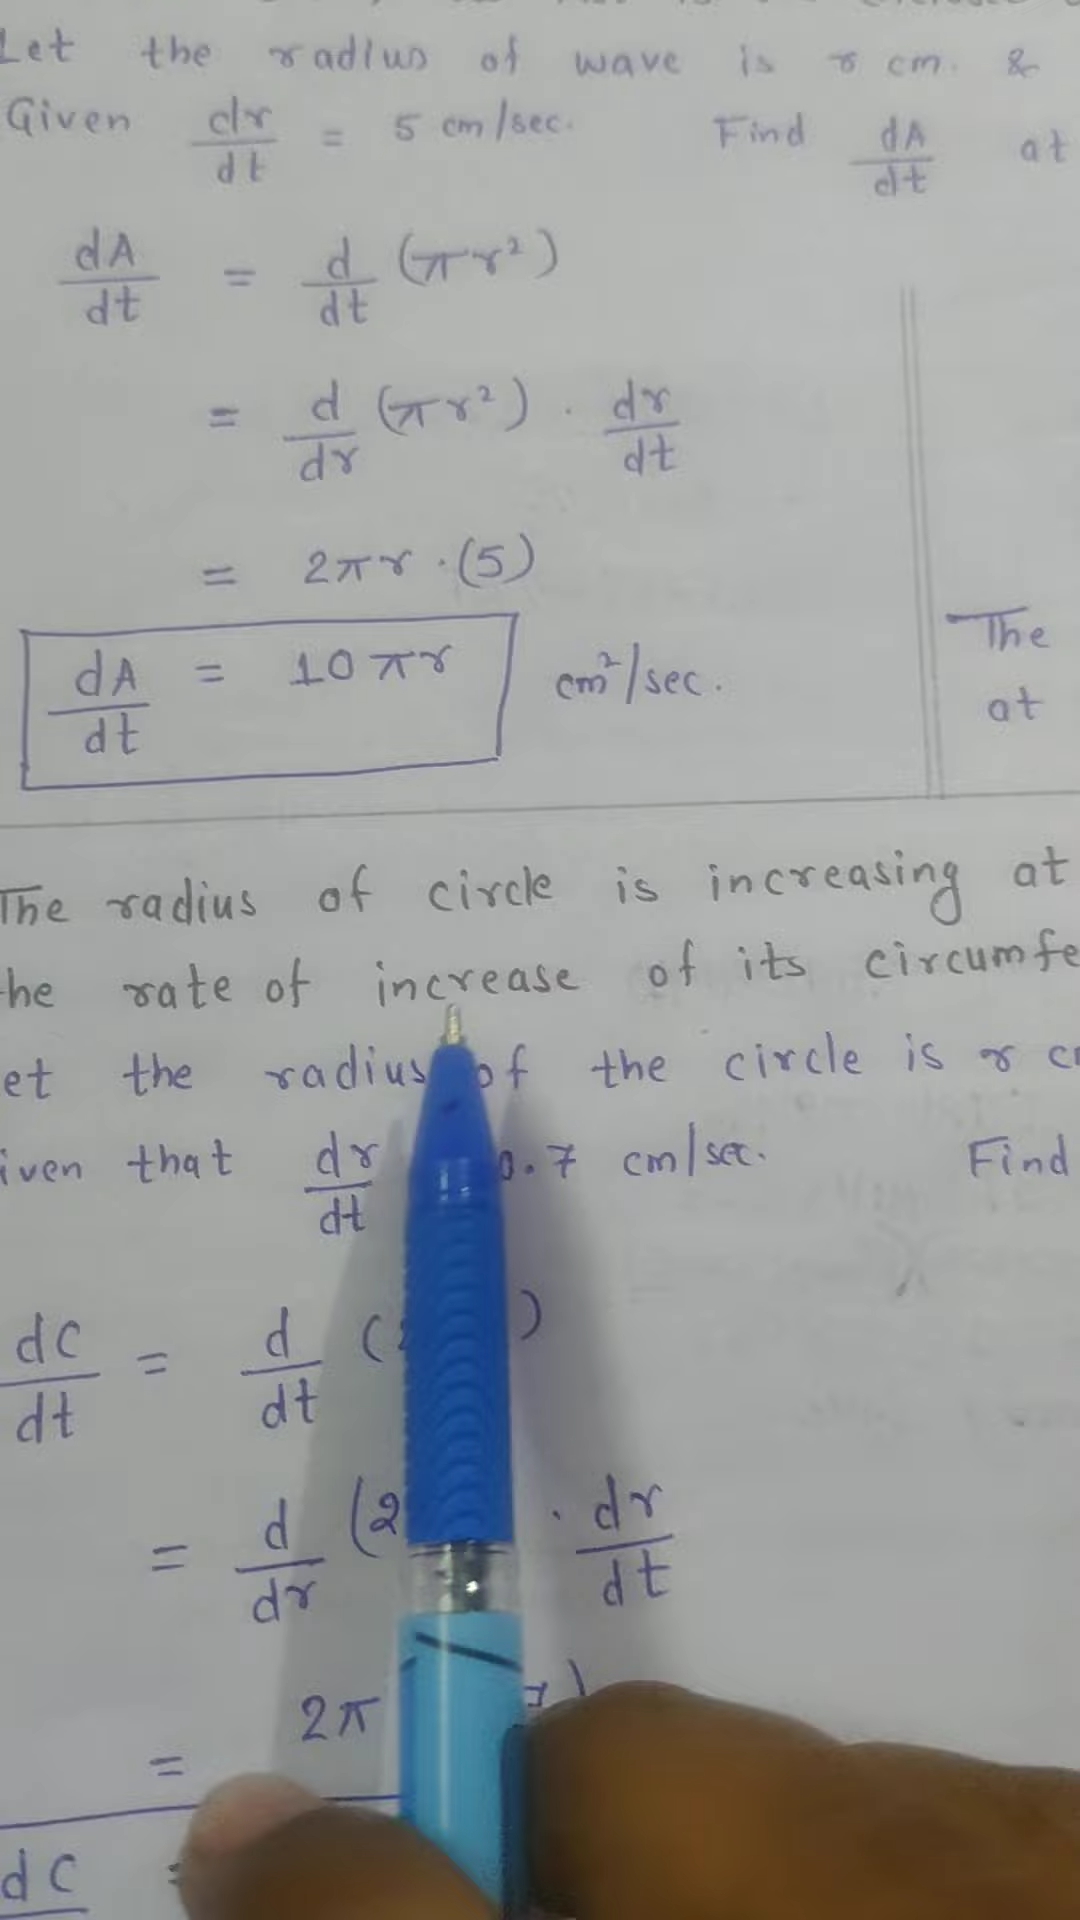 Let the radius of wave is r cm. &
Given dr/dt = 5 cm/sec. Find dA/dt at
dA/dt = d/dt (πr²)
= d/dr (πr²) · dr/dt
= 2πr·(5)
dA/dt = 10πr cm²/sec.
The
at
The radius of circle is increasing at
he rate of increase of its circumfe
et the radius of the circle is r c
iven that dr/dt 0.7 cm/sec. Find
dC/dt = d/dt ( )
= d/dr (2 · dr/dt
= 2π 7)
dC